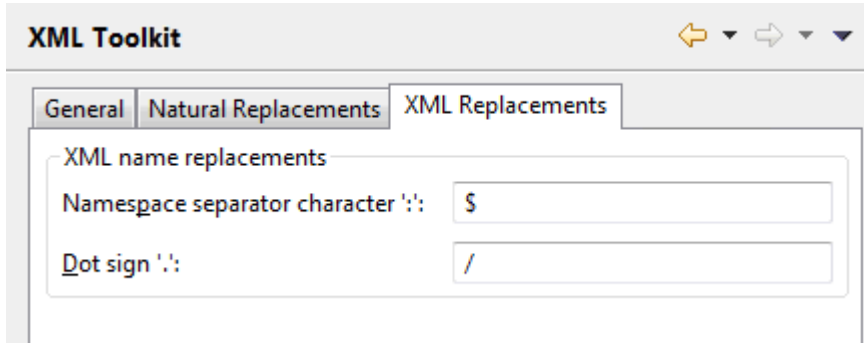 XML Toolkit
General Natural Replacements XML Replacements
XML name replacements
Namespace separator character ':': $
Dot sign '.': /